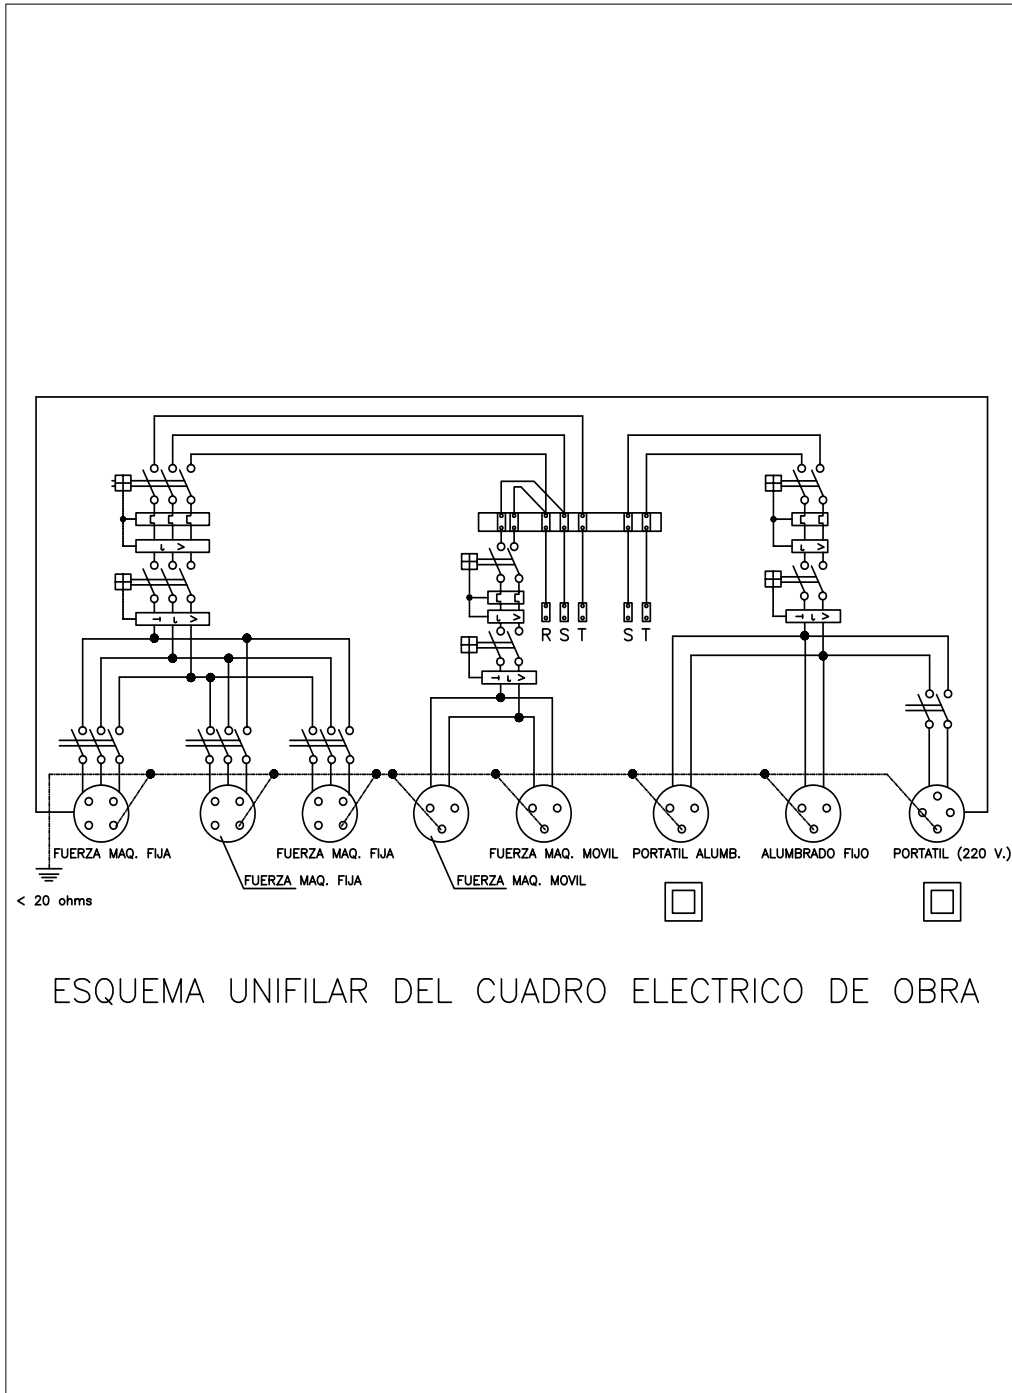 R S T
S T
FUERZA MAQ. FIJA
FUERZA MAQ. FIJA
FUERZA MAQ. MOVIL
PORTATIL ALUMB.
ALUMBRADO FIJO
PORTATIL (220 V.)
FUERZA MAQ. FIJA
FUERZA MAQ. MOVIL
< 20 ohms
ESQUEMA UNIFILAR DEL CUADRO ELECTRICO DE OBRA